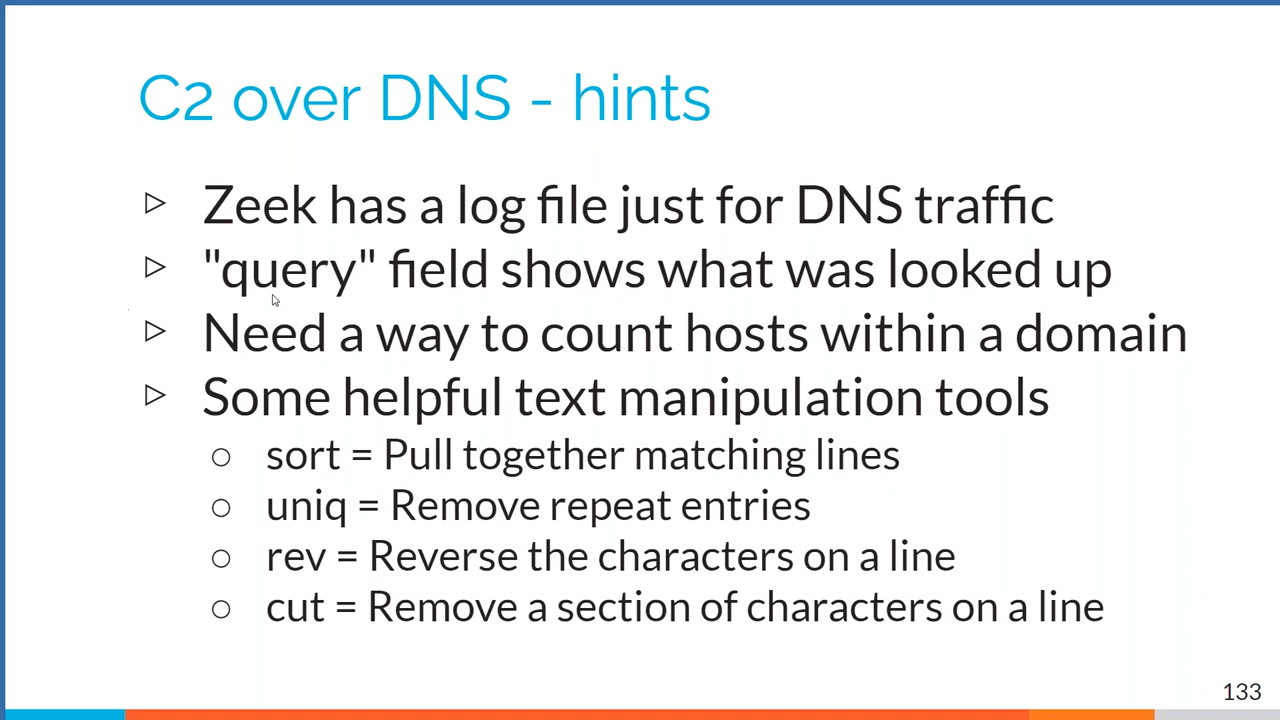 C2 over DNS - hints
Zeek has a log file just for DNS traffic
"query" field shows what was looked up
Need a way to count hosts within a domain
Some helpful text manipulation tools
sort = Pull together matching lines
uniq = Remove repeat entries
rev = Reverse the characters on a line
cut = Remove a section of characters on a line
133